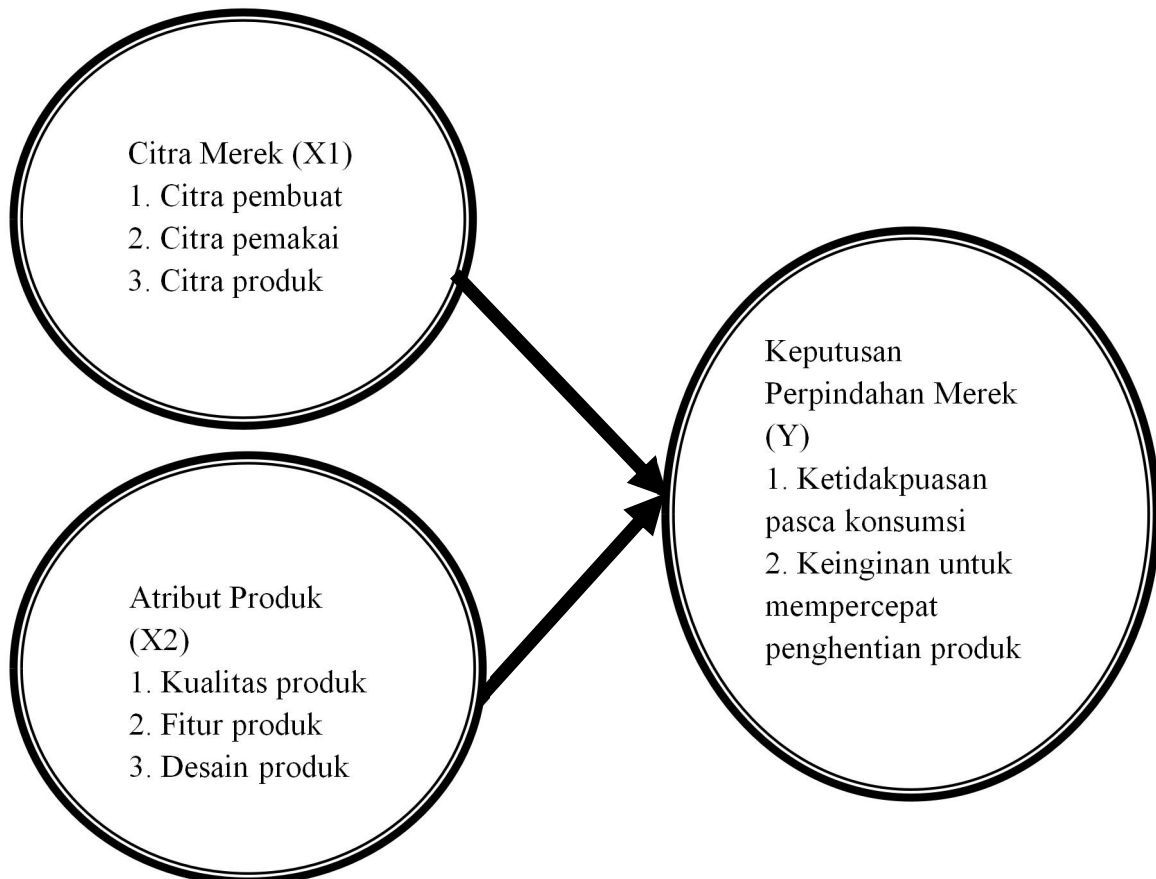 Citra Merek (X1)
1. Citra pembuat
2. Citra pemakai
3. Citra produk
Atribut Produk
(X2)
1. Kualitas produk
2. Fitur produk
3. Desain produk
Keputusan
Perpindahan Merek
(Y)
1. Ketidakpuasan
pasca konsumsi
2. Keinginan untuk
mempercepat
penghentian produk